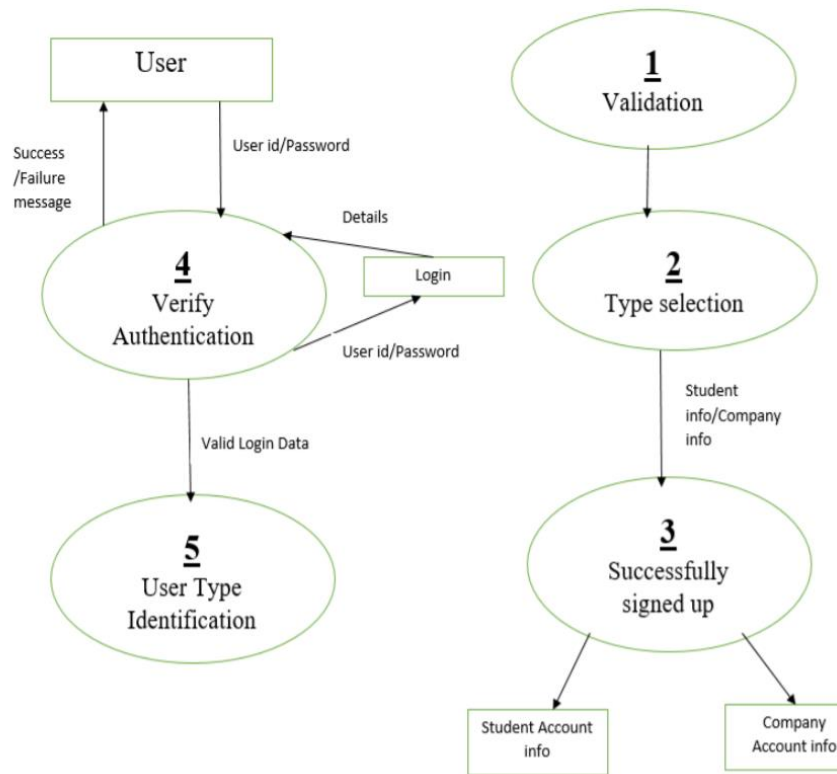 User
Success
/Failure
message
User id/Password
Details
4
Verify
Authentication
Login
User id/Password
Valid Login Data
5
User Type
Identification
1
Validation
2
Type selection
Student
info/Company
info
3
Successfully
signed up
Student Account
info
Company
Account info